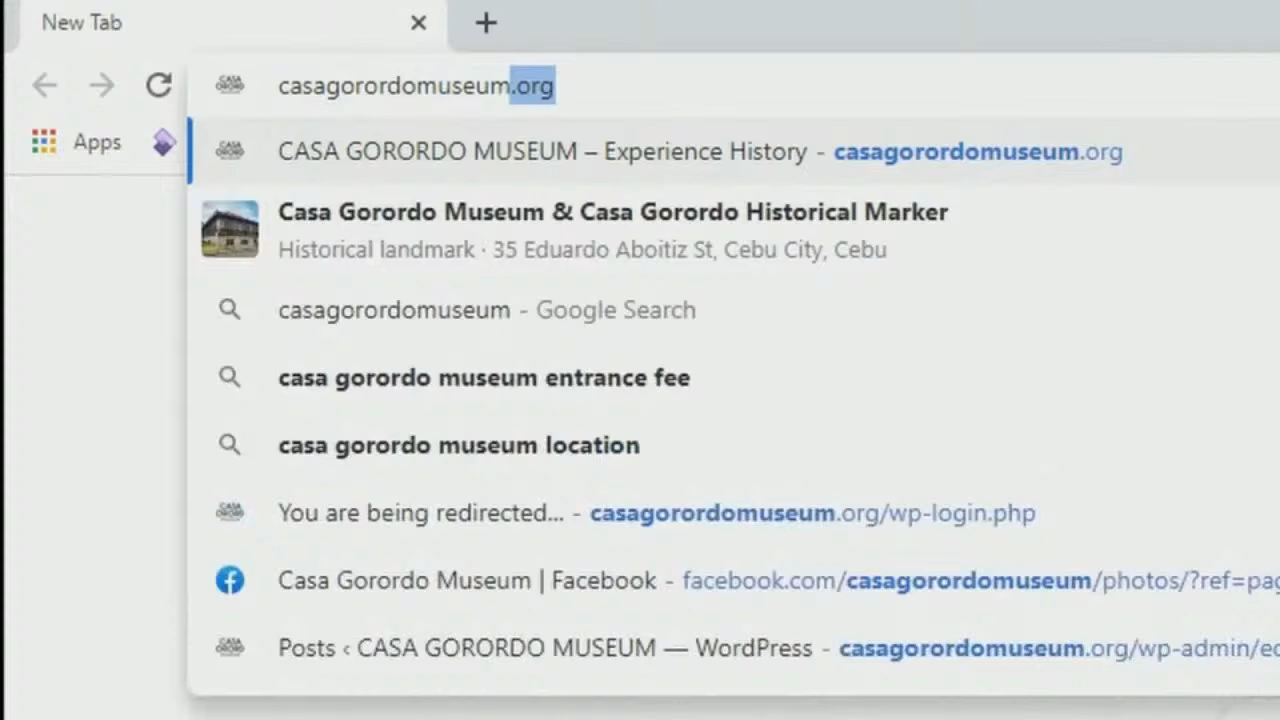 New Tab
casagorordomuseum.org
Apps
CASA GORORDO MUSEUM – Experience History - casagorordomuseum.org
Casa Gorordo Museum & Casa Gorordo Historical Marker
Historical landmark · 35 Eduardo Aboitiz St, Cebu City, Cebu
casagorordomuseum - Google Search
casa gorordo museum entrance fee
casa gorordo museum location
You are being redirected... - casagorordomuseum.org/wp-login.php
Casa Gorordo Museum | Facebook - facebook.com/casagorordomuseum/photos/?ref=pag
Posts ‹ CASA GORORDO MUSEUM — WordPress - casagorordomuseum.org/wp-admin/ed